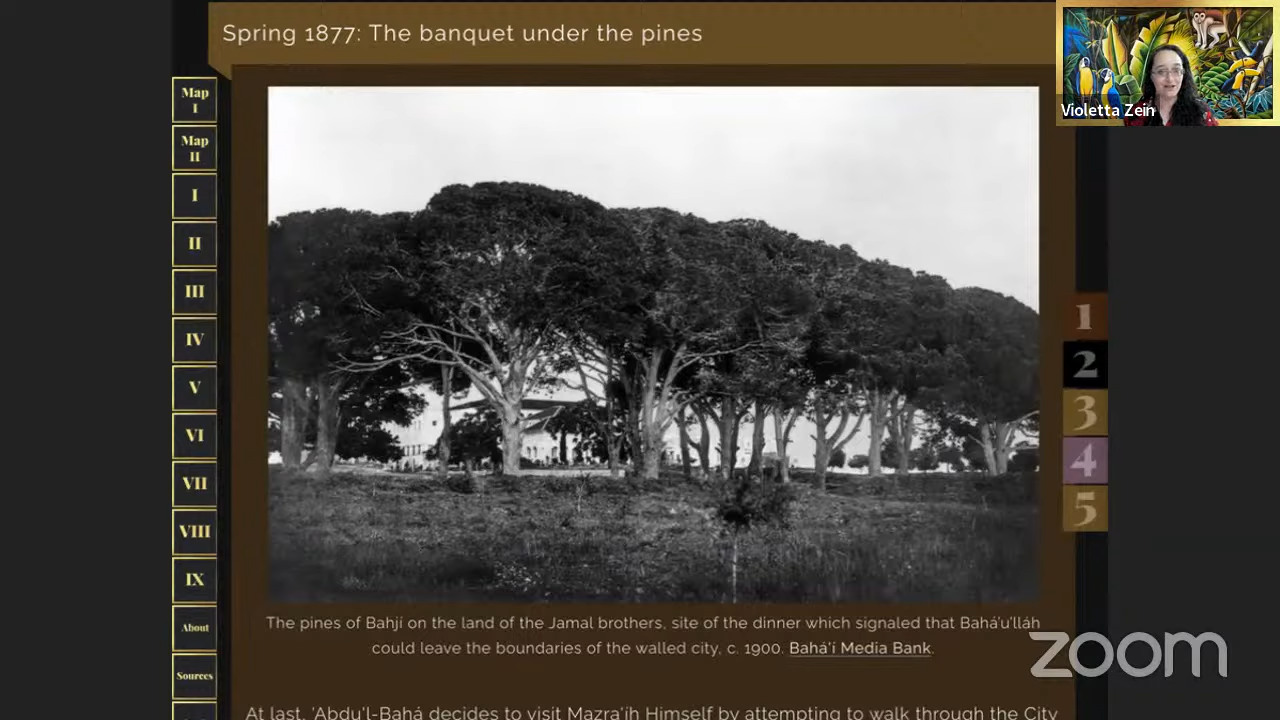 Spring 1877: The banquet under the pines
Violetta Zein
Map
I
Map
II
I
II
III
IV
V
VI
VII
VIII
IX
About
Sources
1
2
3
4
5
The pines of Bahjí on the land of the Jamal brothers, site of the dinner which signaled that Bahá'u'lláh
could leave the boundaries of the walled city, c. 1900. Bahá'í Media Bank.
zoom
At last, 'Abdu'l-Bahá decides to visit Mazra'ih Himself by attempting to walk through the City